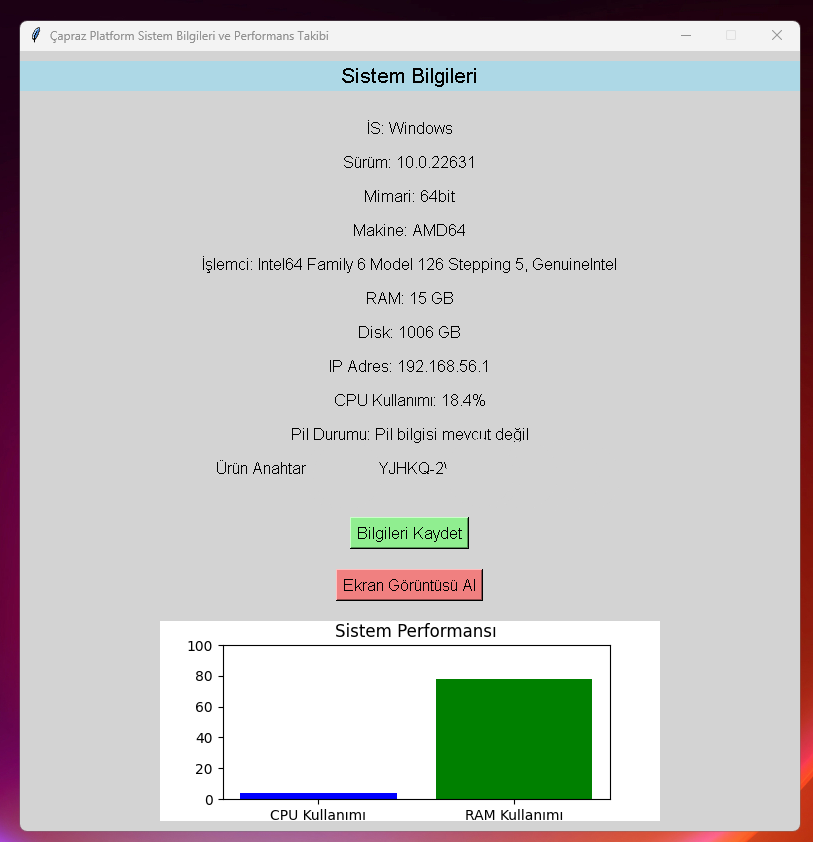 Çapraz Platform Sistem Bilgileri ve Performans Takibi
Sistem Bilgileri
İS: Windows
Sürüm: 10.0.22631
Mimari: 64bit
Makine: AMD64
İşlemci: Intel64 Family 6 Model 126 Stepping 5, GenuineIntel
RAM: 15 GB
Disk: 1006 GB
IP Adres: 192.168.56.1
CPU Kullanımı: 18.4%
Pil Durumu: Pil bilgisi mevcut değil
Ürün Anahtar YJHKQ-2
Bilgileri Kaydet
Ekran Görüntüsü Al
Sistem Performansı
100
80
60
40
20
0
CPU Kullanımı RAM Kullanımı